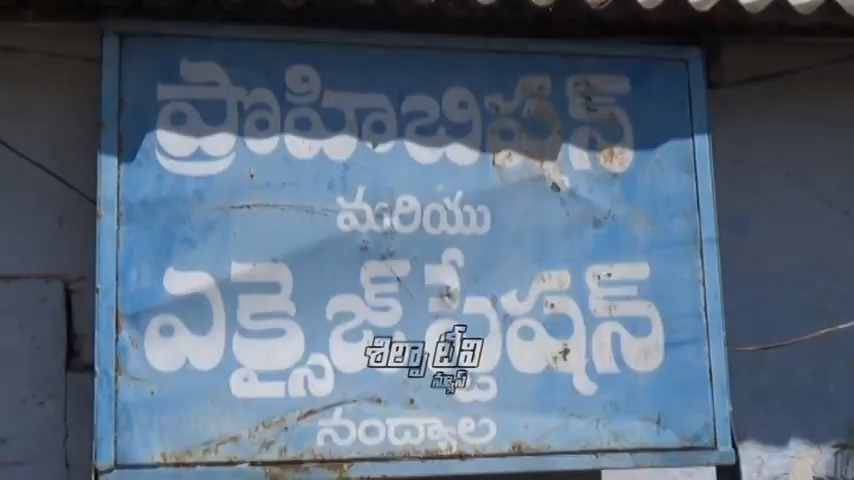 ప్రొహిబిషన్
మరియు
ఎక్సైజ్ స్టేషన్
శిల్పా టీవి
న్యూస్
నంద్యాల